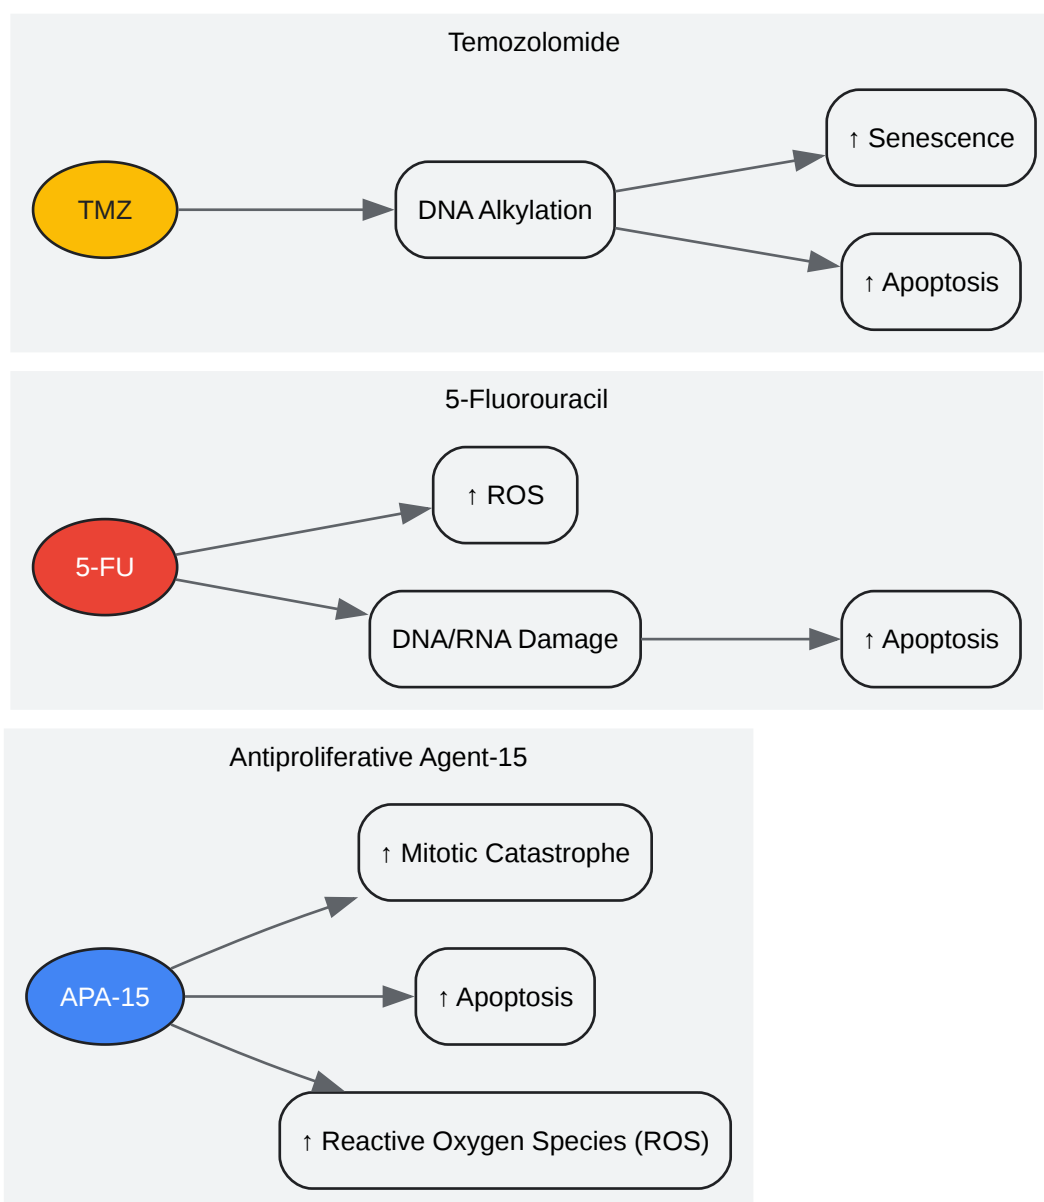 Temozolomide
↑ Senescence
TMZ
DNA Alkylation
↑ Apoptosis
5-Fluorouracil
↑ ROS
5-FU
DNA/RNA Damage
↑ Apoptosis
Antiproliferative Agent-15
↑ Mitotic Catastrophe
APA-15
↑ Apoptosis
↑ Reactive Oxygen Species (ROS)